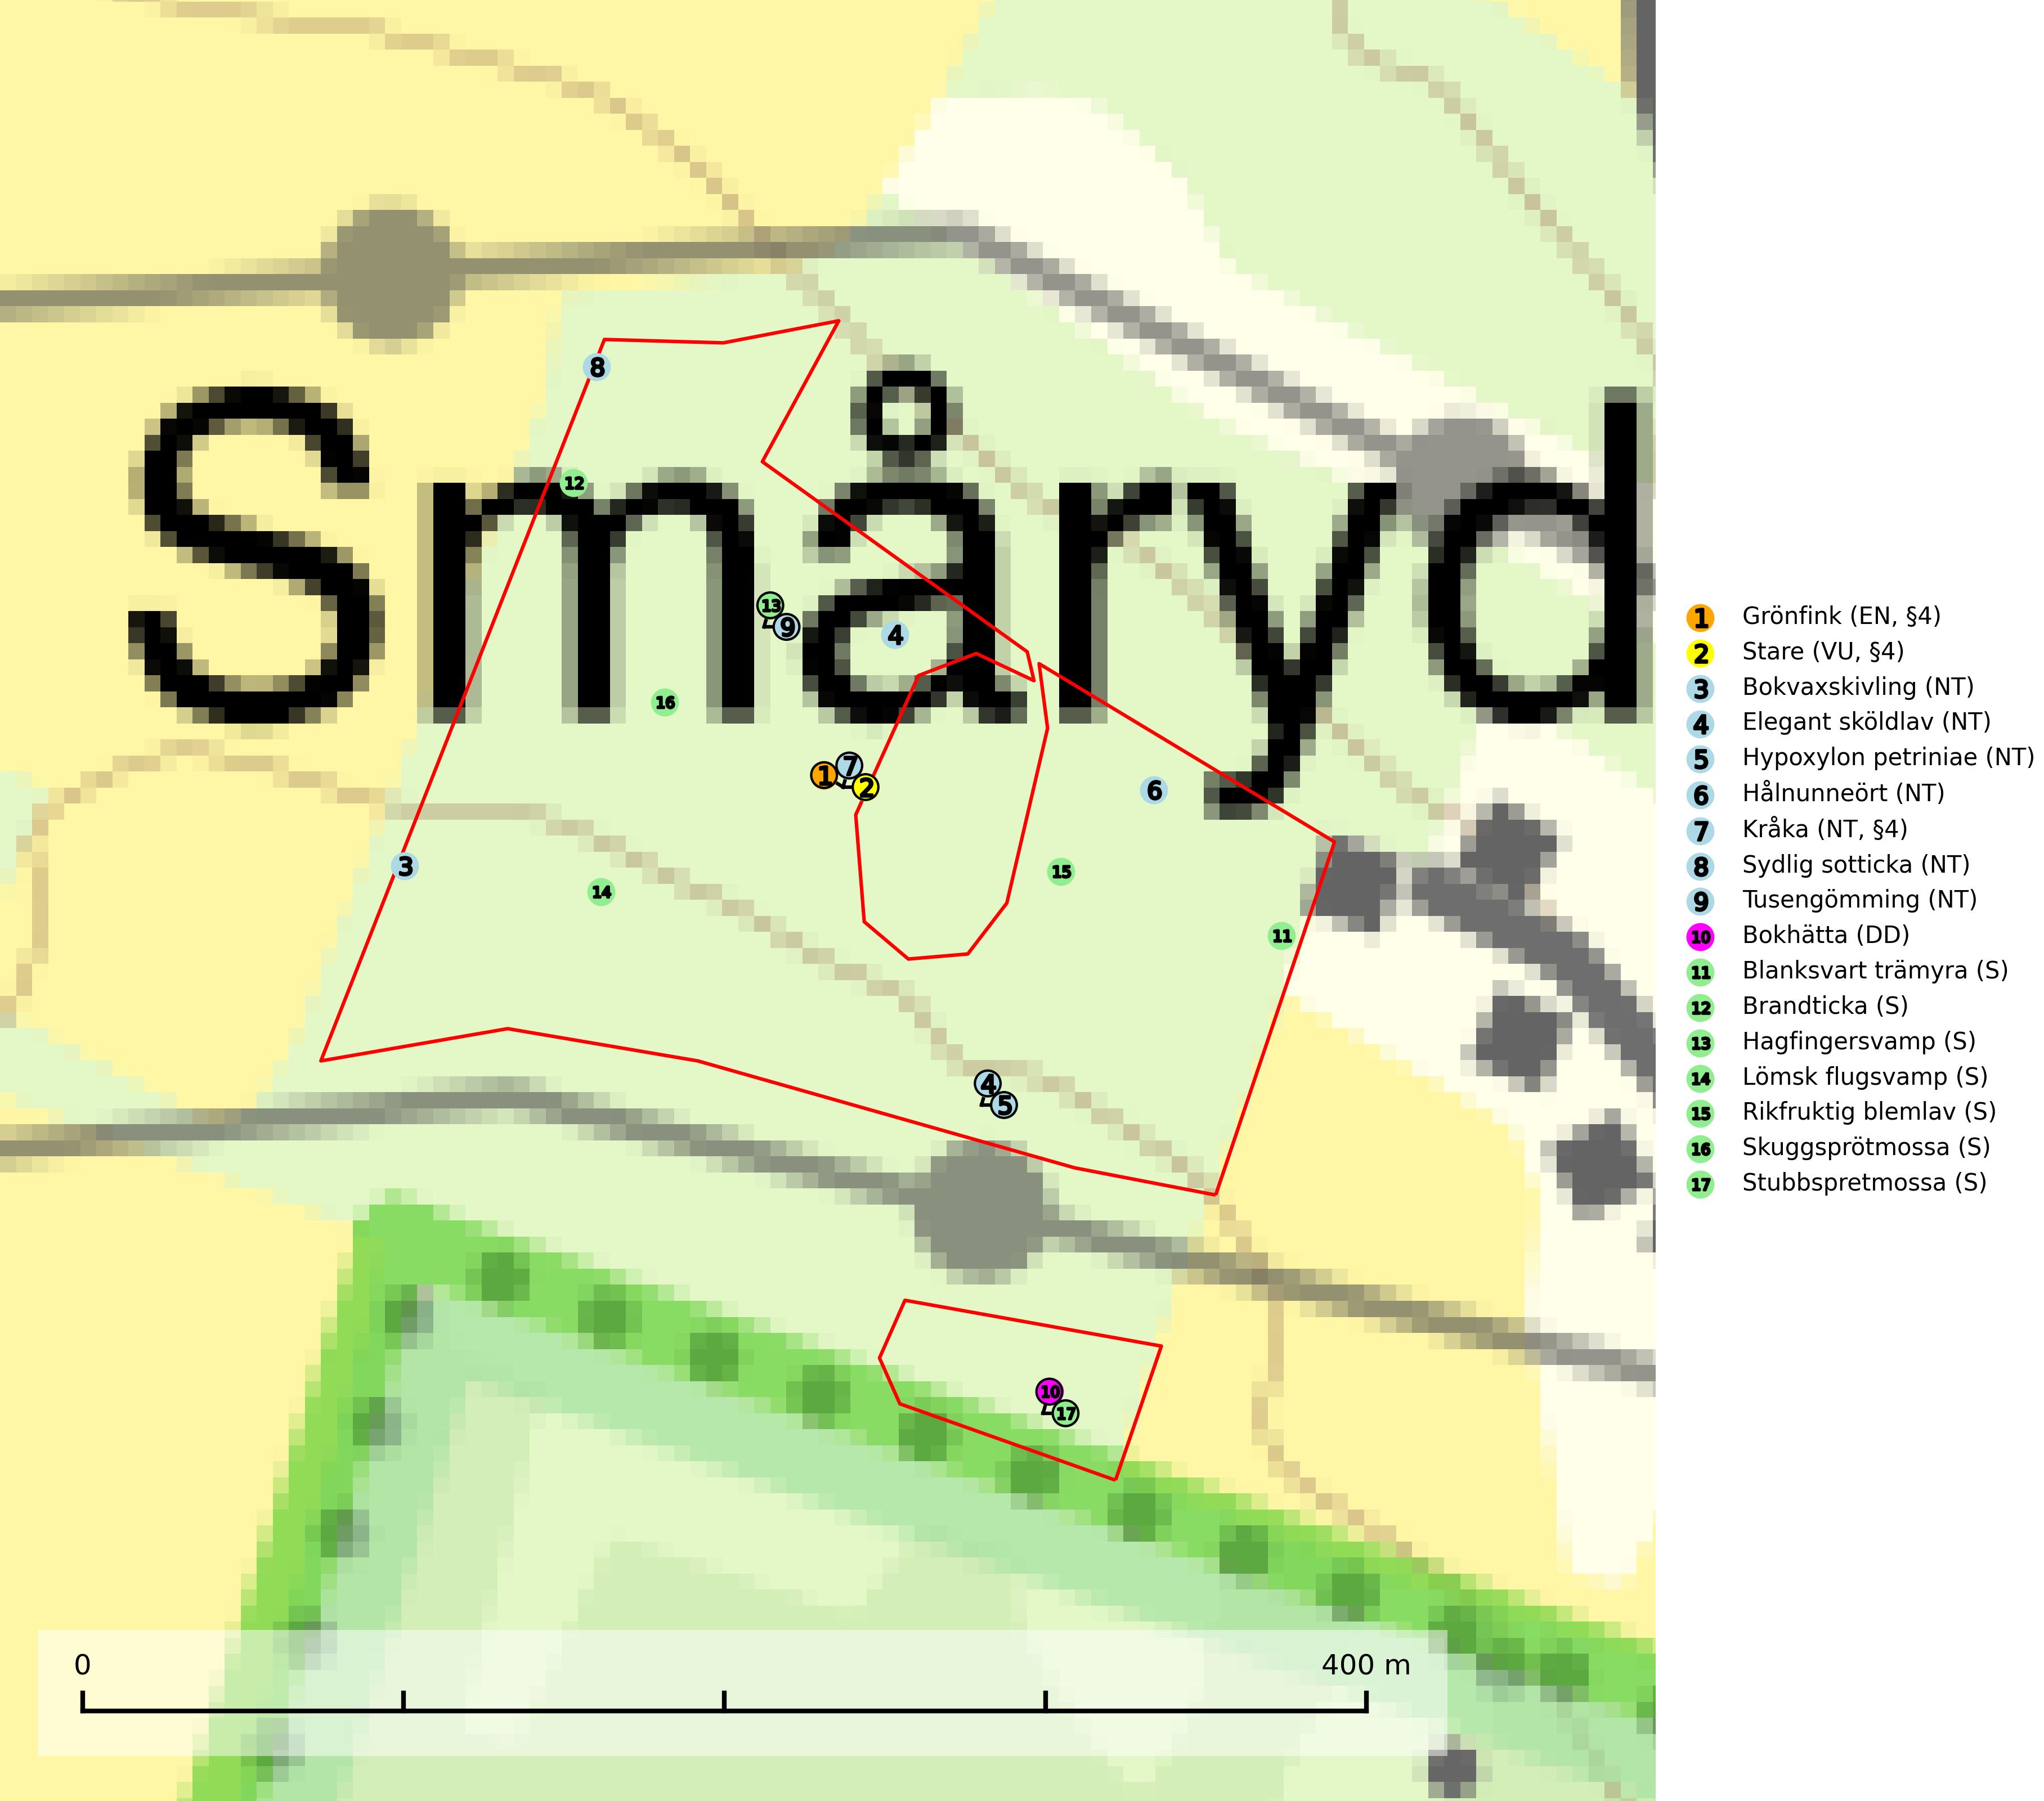 Småryd
8
12
13
9
4
16
1
7
2
6
3
14
15
11
4
5
10
17
0
400 m
1 Grönfink (EN, §4)
2 Stare (VU, §4)
3 Bokvaxskivling (NT)
4 Elegant sköldlav (NT)
5 Hypoxylon petriniae (NT)
6 Hålnunneört (NT)
7 Kråka (NT, §4)
8 Sydlig sotticka (NT)
9 Tusengömming (NT)
10 Bokhätta (DD)
11 Blanksvart trämyra (S)
12 Brandticka (S)
13 Hagfingersvamp (S)
14 Lömsk flugsvamp (S)
15 Rikfruktig blemlav (S)
16 Skuggsprötmossa (S)
17 Stubbspretmossa (S)